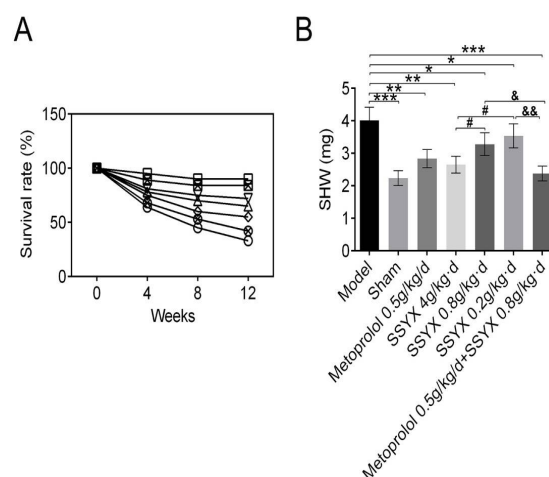 A
Survival rate (%)
150
100
50
0
0 4 8 12
Weeks
B
***
*
*
**
**
***
&
#
&&
#
SHW (mg)
5
4
3
2
1
0
Model
Sham
Metoprolol 0.5g/kg/d
SSYX 4g/kg·d
SSYX 0.8g/kg·d
SSYX 0.2g/kg·d
Metoprolol 0.5g/kg/d+SSYX 0.8g/kg·d